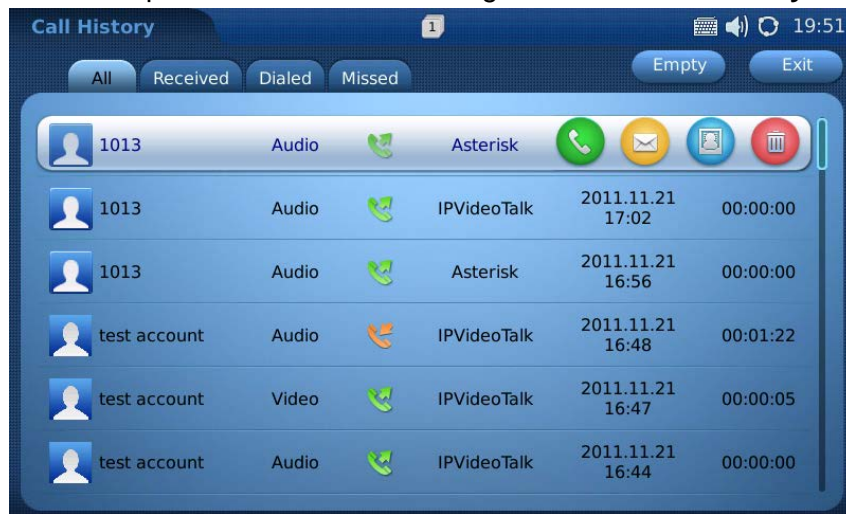 Call History 1 19:51
All Received Dialed Missed Empty Exit
1013 Audio Asterisk
1013 Audio IPVideoTalk 2011.11.21 17:02 00:00:00
1013 Audio Asterisk 2011.11.21 16:56 00:00:00
test account Audio IPVideoTalk 2011.11.21 16:48 00:01:22
test account Video IPVideoTalk 2011.11.21 16:47 00:00:05
test account Audio IPVideoTalk 2011.11.21 16:44 00:00:00